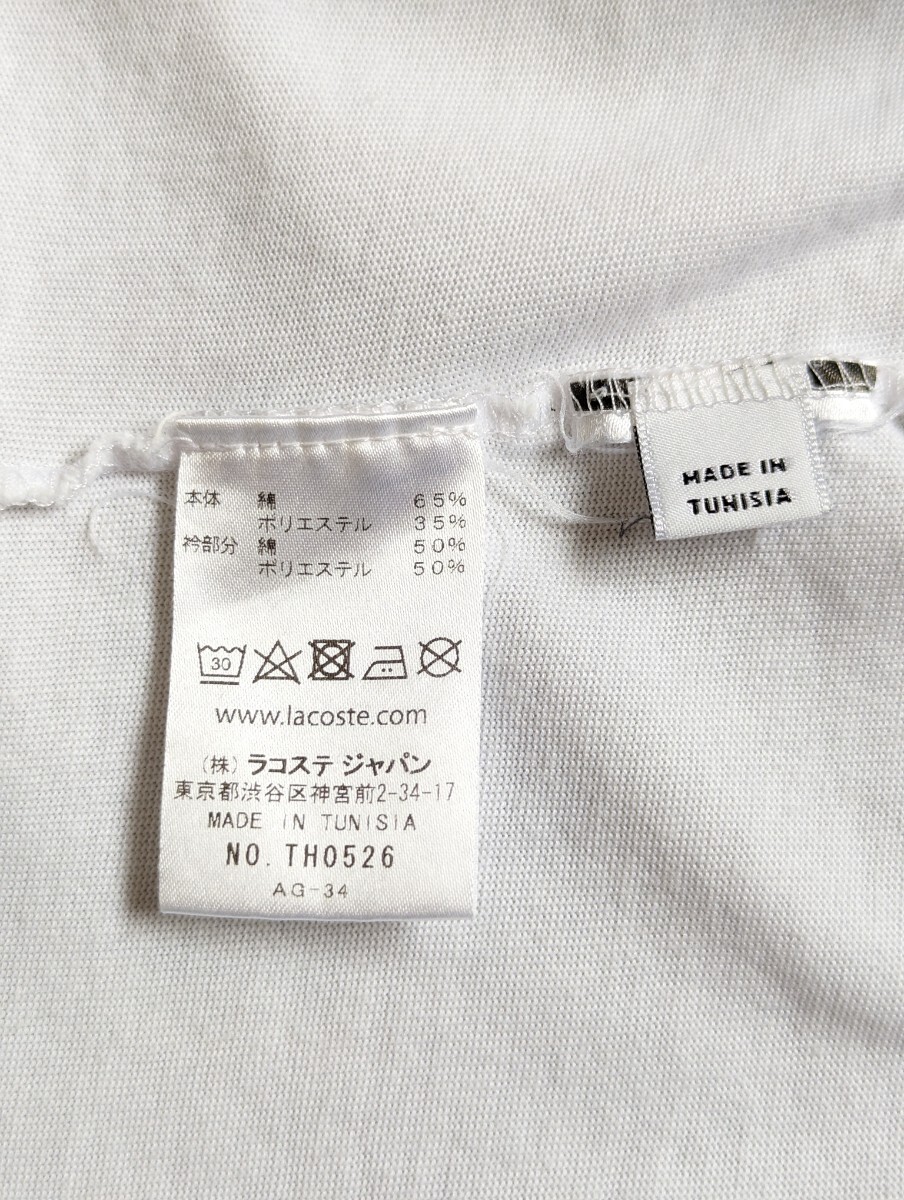 本体 綿 65%
ポリエステル 35%
衿部分 綿 50%
ポリエステル 50%
30
www.lacoste.com
(株) ラコステ ジャパン
東京都渋谷区神宮前2-34-17
MADE IN TUNISIA
NO. TH0526
AG-34
MADE IN
TUNISIA